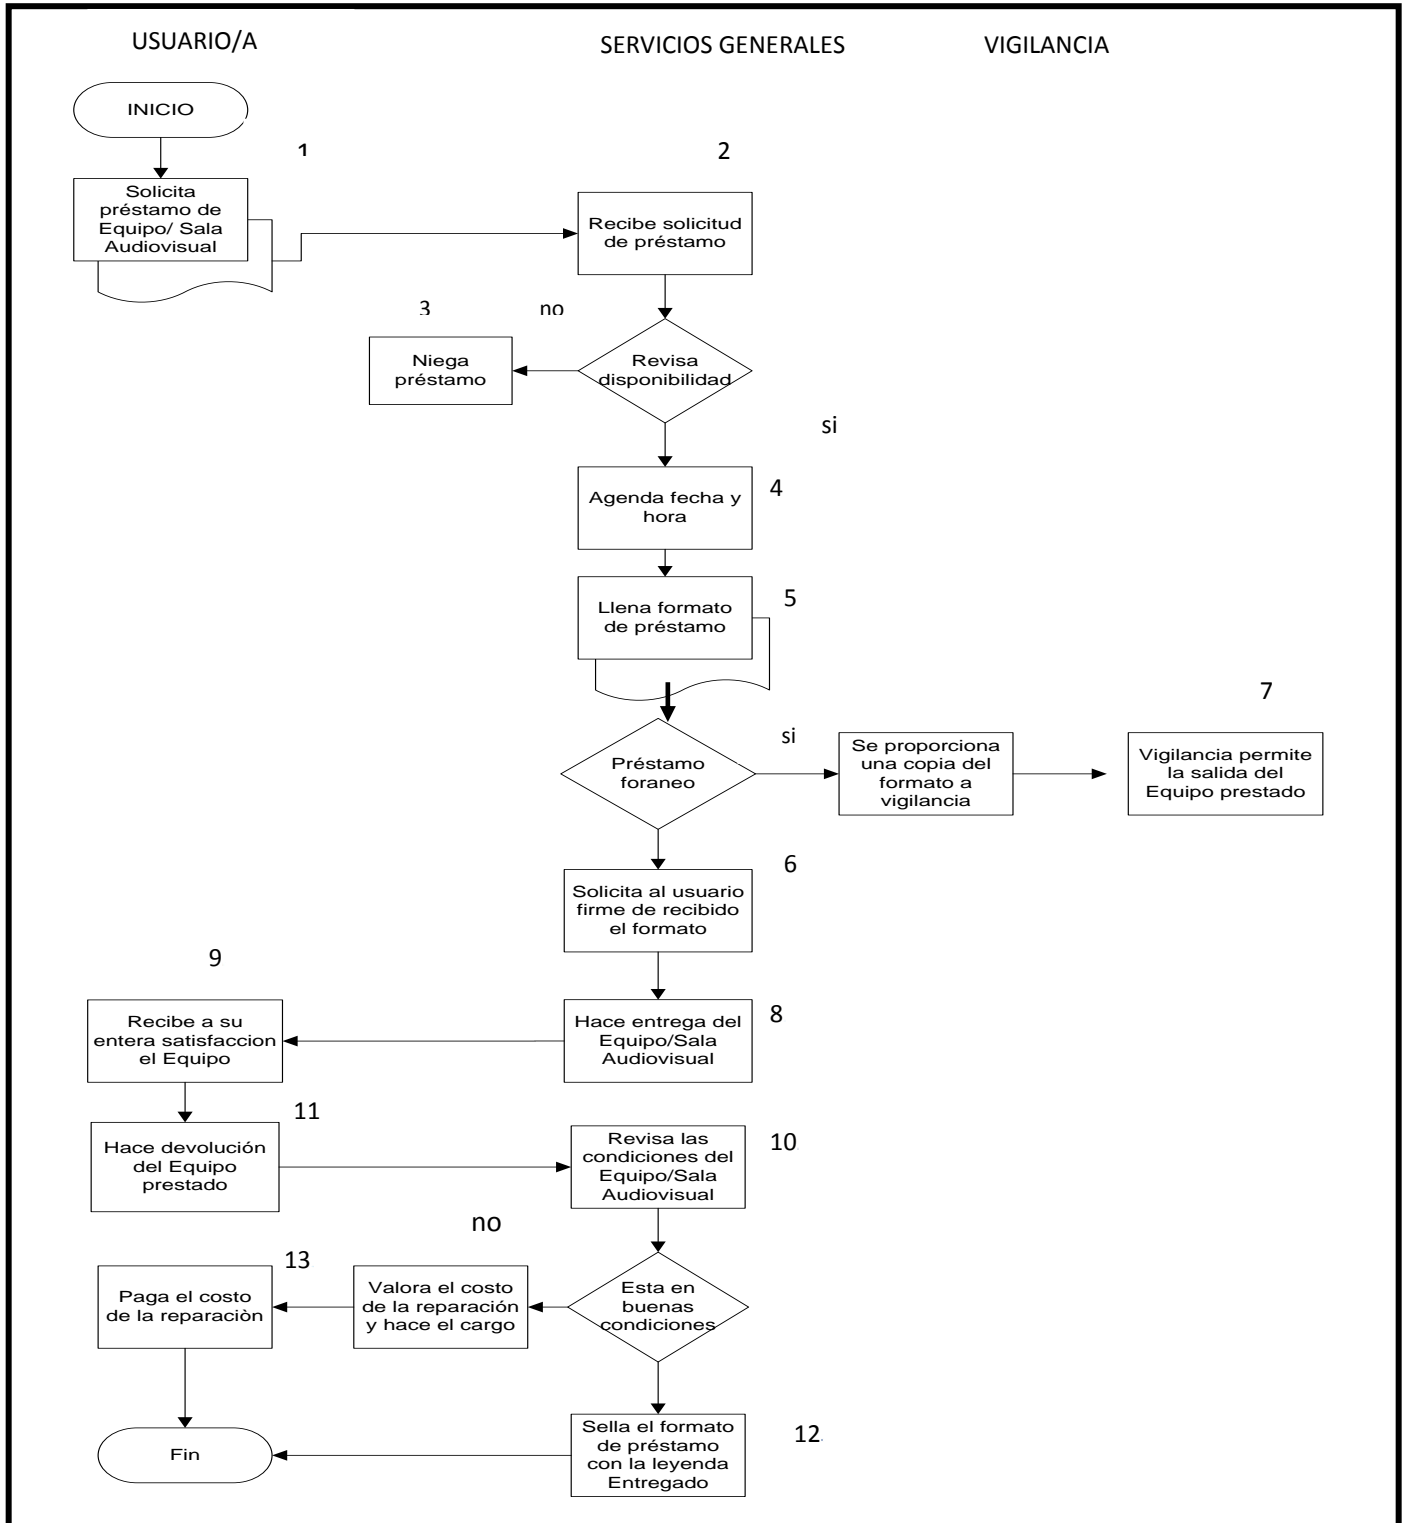 USUARIO/A
SERVICIOS GENERALES
VIGILANCIA
INICIO
1
2
Solicita
préstamo de
Equipo/ Sala
Audiovisual
Recibe solicitud
de préstamo
3
no
Niega
préstamo
Revisa
disponibilidad
si
Agenda fecha y
hora
4
Llena formato
de préstamo
5
7
Préstamo
foraneo
si
Se proporciona
una copia del
formato a
vigilancia
Vigilancia permite
la salida del
Equipo prestado
6
Solicita al usuario
firme de recibido
el formato
9
Recibe a su
entera satisfaccion
el Equipo
Hace entrega del
Equipo/Sala
Audiovisual
8
11
Hace devolución
del Equipo
prestado
Revisa las
condiciones del
Equipo/Sala
Audiovisual
10
no
13
Paga el costo
de la reparaciòn
Valora el costo
de la reparación
y hace el cargo
Esta en
buenas
condiciones
Fin
Sella el formato
de préstamo
con la leyenda
Entregado
12